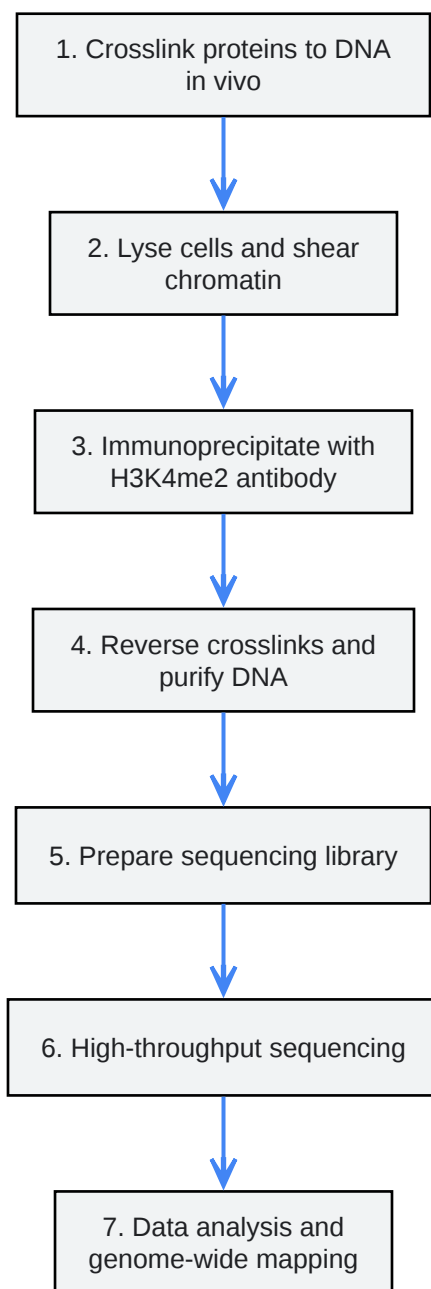 1. Crosslink proteins to DNA
in vivo
2. Lyse cells and shear
chromatin
3. Immunoprecipitate with
H3K4me2 antibody
4. Reverse crosslinks and
purify DNA
5. Prepare sequencing library
6. High-throughput sequencing
7. Data analysis and
genome-wide mapping